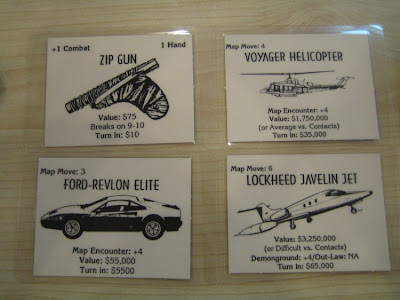 +1 Combat 1 Hand
ZIP GUN
Value: $75
Breaks on 9-10
Turn in: $10
Map Move: 4
VOYAGER HELICOPTER
Map Encounter: +4
Value: $1,750,000
(or Average vs. Contacts)
Turn in: $35,000
Map Move: 3
FORD-REVLON ELITE
Map Encounter: +4
Value: $55,000
Turn in: $5500
Map Move: 6
LOCKHEED JAVELIN JET
Value: $3,250,000
(or Difficult vs. Contacts)
Demonground: +4/Out-Law: NA
Turn In: $65,000